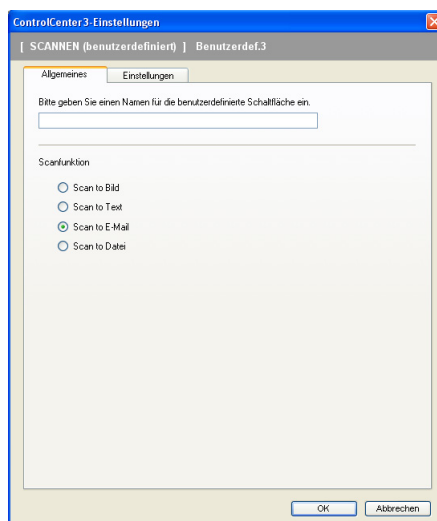 ControlCenter3-Einstellungen
[ SCANNEN (benutzerdefiniert) ] Benutzerdef.3
Allgemeines Einstellungen
Bitte geben Sie einen Namen für die benutzerdefinierte Schaltfläche ein.
Scanfunktion
Scan to Bild
Scan to Text
Scan to E-Mail
Scan to Datei
OK Abbrechen